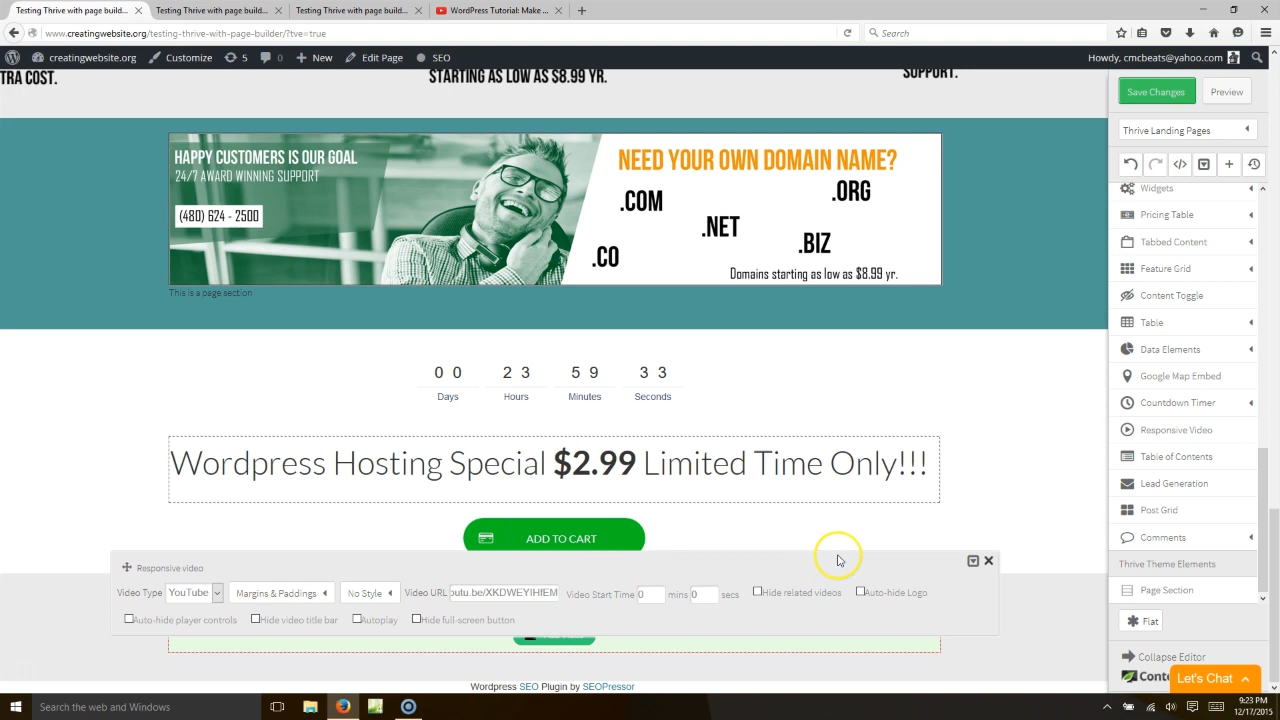 Testing Thrive with page buil...
Testing Thrive with page buil...
Testing Thrive with page buil...
WordPress Tutorial: Make ...
www.creatingwebsite.org/testing-thrive-with-page-builder/?tve=true
Search
creatingwebsite.org
Customize
5
0
New
Edit Page
SEO
Howdy, cmcbeats@yahoo.com
TRA COST.
STARTING AS LOW AS $8.99 YR.
SUPPORT.
HAPPY CUSTOMERS IS OUR GOAL
24/7 AWARD WINNING SUPPORT
(480) 624 - 2500
NEED YOUR OWN DOMAIN NAME?
.COM
.ORG
.NET
.BIZ
.CO
Domains starting as low as $8.99 yr.
This is a page section
0 0 2 3 5 9 3 3
Days Hours Minutes Seconds
Wordpress Hosting Special $2.99 Limited Time Only!!!
ADD TO CART
Responsive video
Video Type YouTube Margins & Paddings No Style Video URL outu.be/XKDWEYIHfEM Video Start Time 0 mins 0 secs Hide related videos Auto-hide Logo
Auto-hide player controls Hide video title bar Autoplay Hide full-screen button
Wordpress SEO Plugin by SEOPressor
Save Changes
Preview
Thrive Landing Pages
Widgets
Pricing Table
Tabbed Content
Feature Grid
Content Toggle
Table
Data Elements
Google Map Embed
Countdown Timer
Responsive Video
Table of Contents
Lead Generation
Post Grid
Comments
Thrive Theme Elements
Page Section
Flat
Collapse Editor
Conte
Let's Chat
Search the web and Windows
9:23 PM
12/17/2015